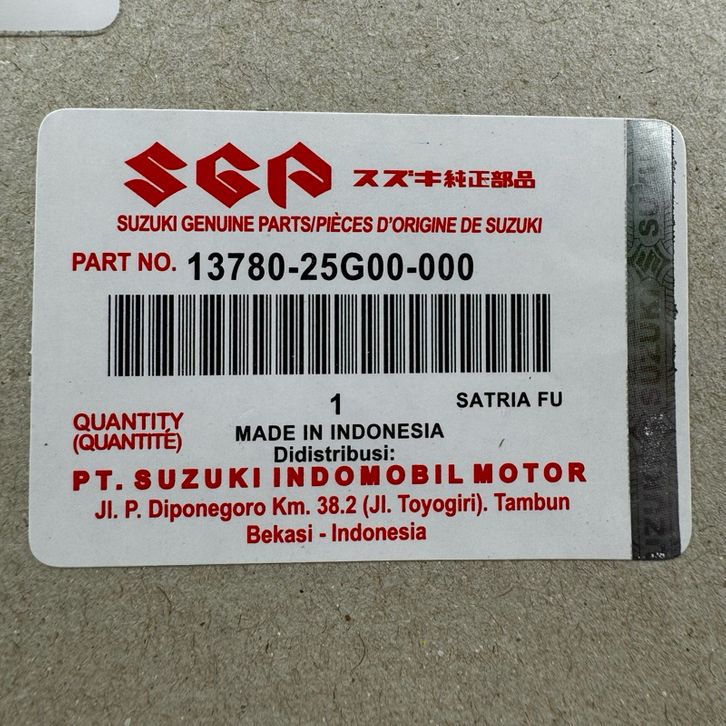 SGP スズキ純正部品
SUZUKI GENUINE PARTS/PIÈCES D'ORIGINE DE SUZUKI
PART NO. 13780-25G00-000
1 SATRIA FU
QUANTITY
(QUANTITÉ)
MADE IN INDONESIA
Didistribusi:
PT. SUZUKI INDOMOBIL MOTOR
Jl. P. Diponegoro Km. 38.2 (Jl. Toyogiri). Tambun
Bekasi - Indonesia
SUZUKI SUZUKI